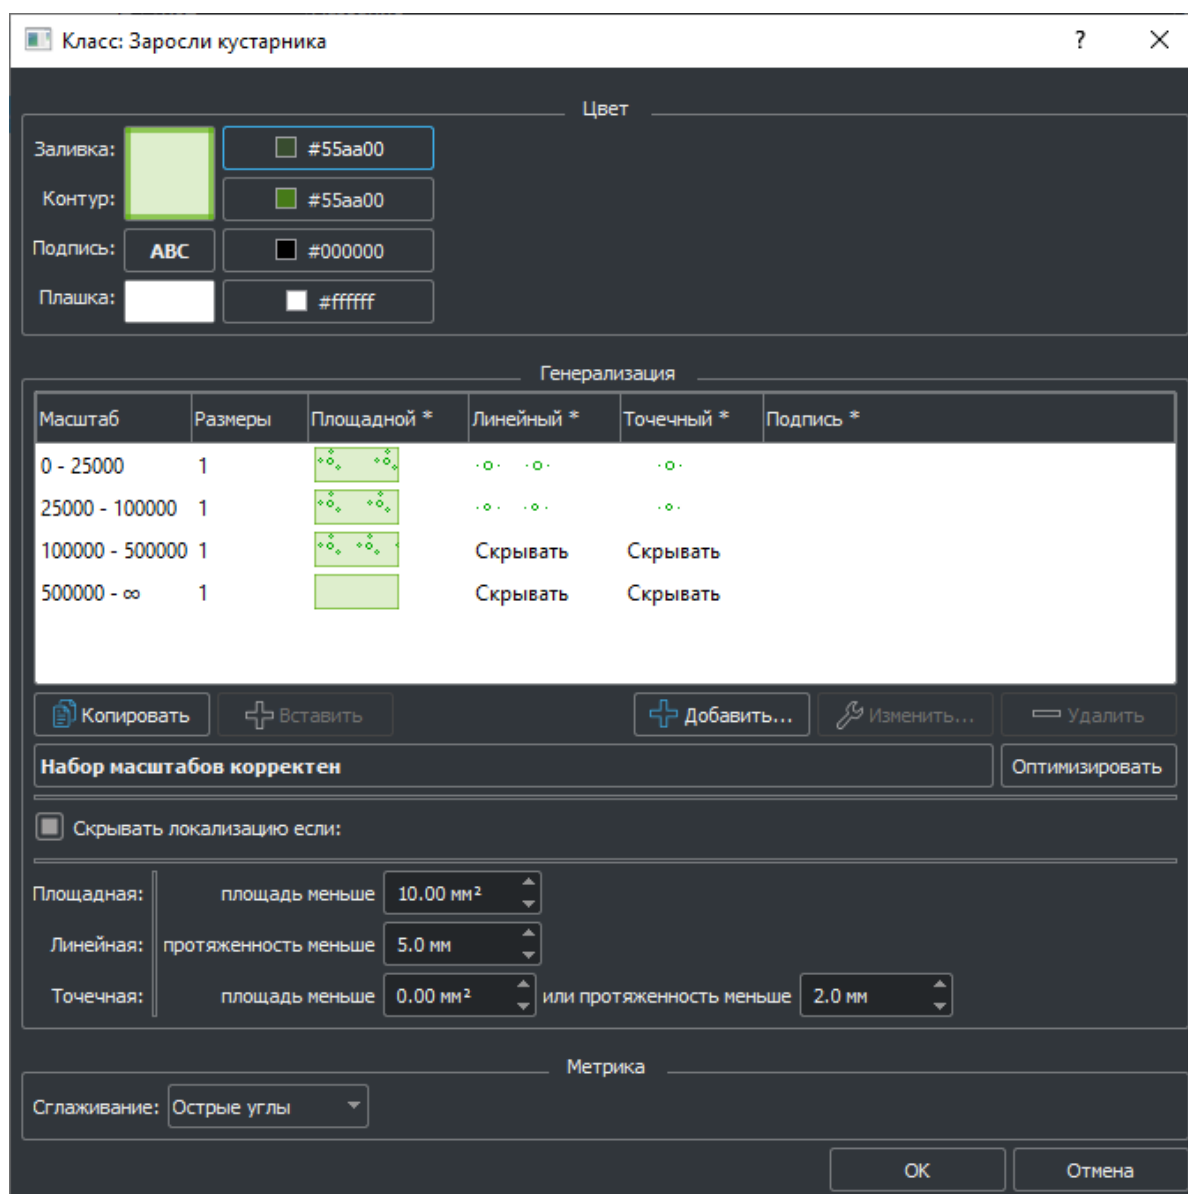 Класс: Заросли кустарника
?
Цвет
Заливка: #55aa00
Контур: #55aa00
Подпись: ABC #000000
Плашка: #ffffff
Генерализация
Масштаб Размеры Площадной * Линейный * Точечный * Подпись *
0 - 25000 1
25000 - 100000 1
100000 - 500000 1 Скрывать Скрывать
500000 - ∞ 1 Скрывать Скрывать
Копировать Вставить Добавить... Изменить... Удалить
Набор масштабов корректен Оптимизировать
Скрывать локализацию если:
Площадная: площадь меньше 10.00 мм²
Линейная: протяженность меньше 5.0 мм
Точечная: площадь меньше 0.00 мм² или протяженность меньше 2.0 мм
Метрика
Сглаживание: Острые углы
OK Отмена